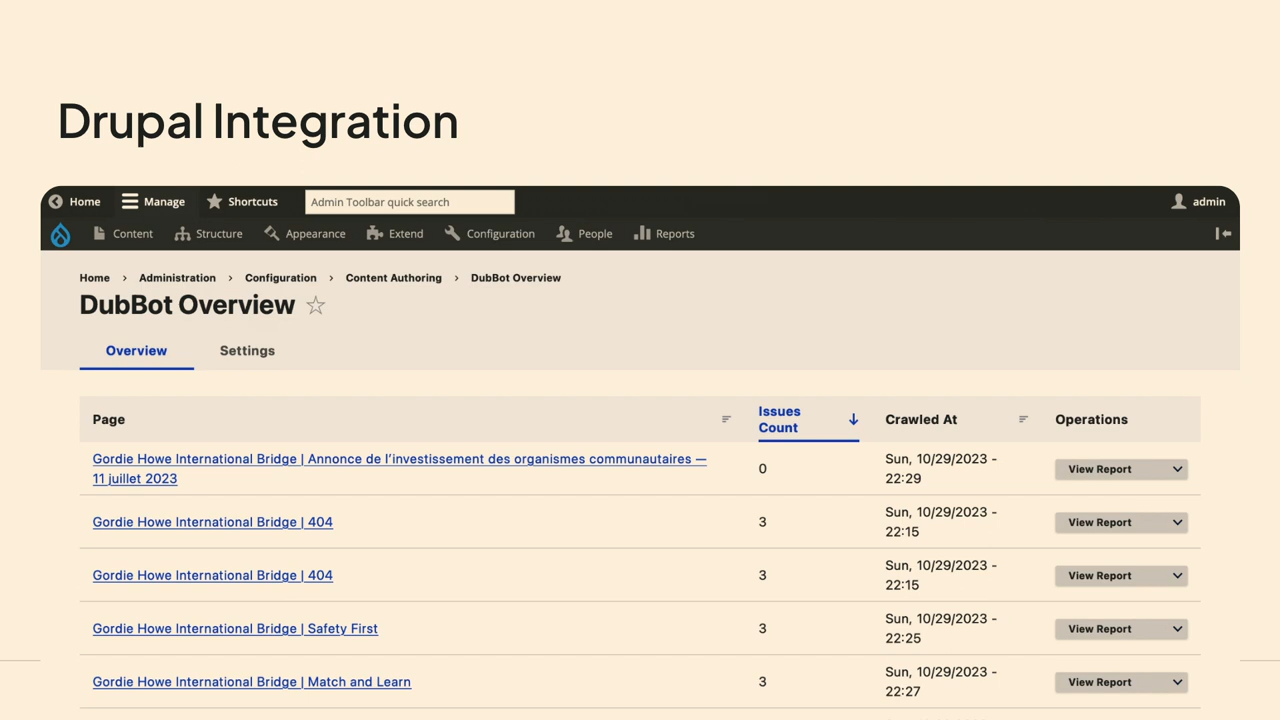 Drupal Integration
Home Manage Shortcuts Admin Toolbar quick search admin
Content Structure Appearance Extend Configuration People Reports
Home › Administration › Configuration › Content Authoring › DubBot Overview
DubBot Overview
Overview Settings
Page Issues Count Crawled At Operations
Gordie Howe International Bridge | Annonce de l’investissement des organismes communautaires —
11 juillet 2023
0
Sun, 10/29/2023 -
22:29
View Report
Gordie Howe International Bridge | 404
3
Sun, 10/29/2023 -
22:15
View Report
Gordie Howe International Bridge | 404
3
Sun, 10/29/2023 -
22:15
View Report
Gordie Howe International Bridge | Safety First
3
Sun, 10/29/2023 -
22:25
View Report
Gordie Howe International Bridge | Match and Learn
3
Sun, 10/29/2023 -
22:27
View Report